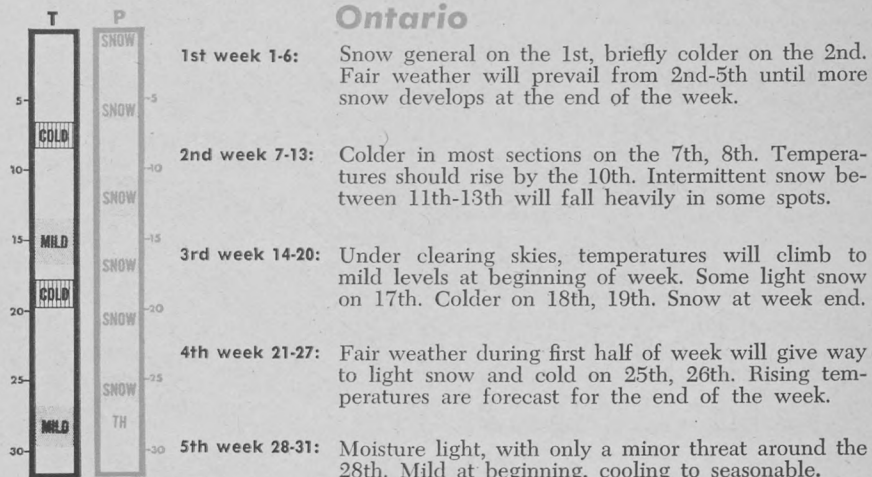 T
P
5
COLD
10
15
MILD
COLD
20
25
MILD
30
SNOW
5
SNOW
10
SNOW
15
SNOW
20
SNOW
25
SNOW
TH
30
Ontario
1st week 1-6: Snow general on the 1st, briefly colder on the 2nd.
Fair weather will prevail from 2nd-5th until more
snow develops at the end of the week.
2nd week 7-13: Colder in most sections on the 7th, 8th. Tempera-
tures should rise by the 10th. Intermittent snow be-
tween 11th-13th will fall heavily in some spots.
3rd week 14-20: Under clearing skies, temperatures will climb to
mild levels at beginning of week. Some light snow
on 17th. Colder on 18th, 19th. Snow at week end.
4th week 21-27: Fair weather during first half of week will give way
to light snow and cold on 25th, 26th. Rising tem-
peratures are forecast for the end of the week.
5th week 28-31: Moisture light, with only a minor threat around the
28th. Mild at beginning, cooling to seasonable.